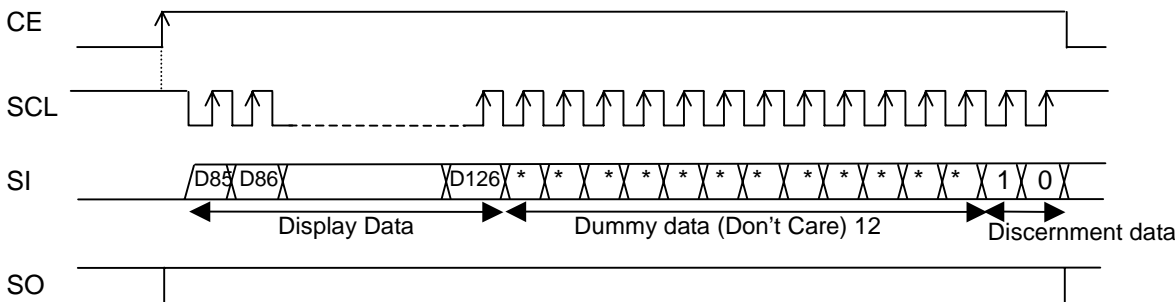 CE
SCL
SI D85 D86 D126 * * * * * * * * * * * * 1 0
Display Data Dummy data (Don't Care) 12 Discernment data
SO